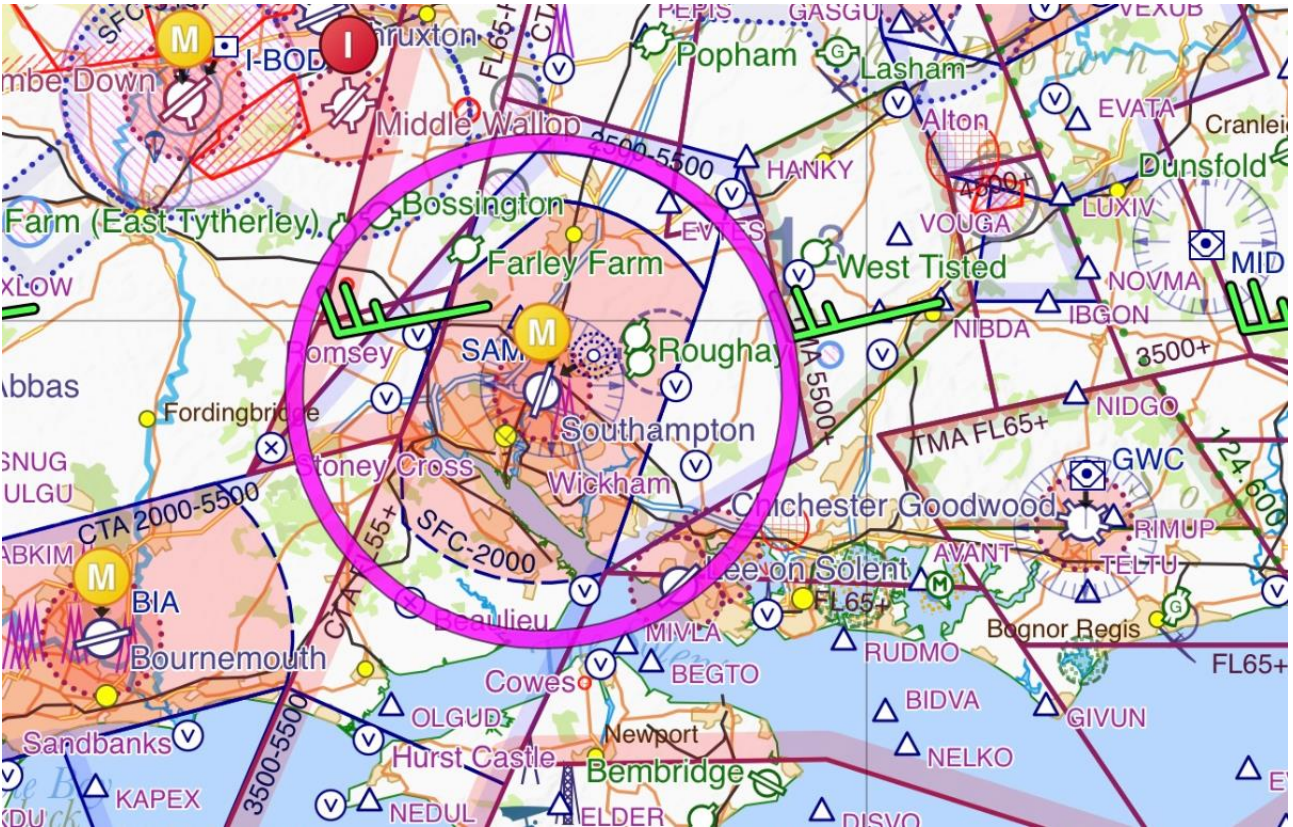 PEPIS
GASGU
VEXUB
M
I
I-BOD
Popham
G
Lasham
mbe Down
Middle Wallop
EVATA
Alton
Cranlei
2500-5500
HANKY
Dunsfold
4500+
Farm (East Tytherley)
Bossington
LUXIV
VOUGA
EVTES
13
Farley Farm
West Tisted
MID
XLOW
NOVMA
M
NIBDA
IBGON
Romsey
SAM
Roughay
3500+
5500+
Abbas
Fordingbridge
NIDGO
Southampton
TMA FL65+
SNUG
Stoney Cross
GWC
ULGU
Wickham
124.600
CTA 2000-5500
SFC-2000
Chichester Goodwood
RIMUP
ABKIM
AVANT
TELTU
M
Lee on Solent
M
BIA
FL65+
G
Beaulieu
MIVLA
Bognor Regis
Bournemouth
RUDMO
BEGTO
FL65+
Cowes
OLGUD
BIDVA
GIVUN
Sandbanks
Newport
NELKO
Hurst Castle
3500-5500
Bembridge
KAPEX
NEDUL
ELDER
DISVO